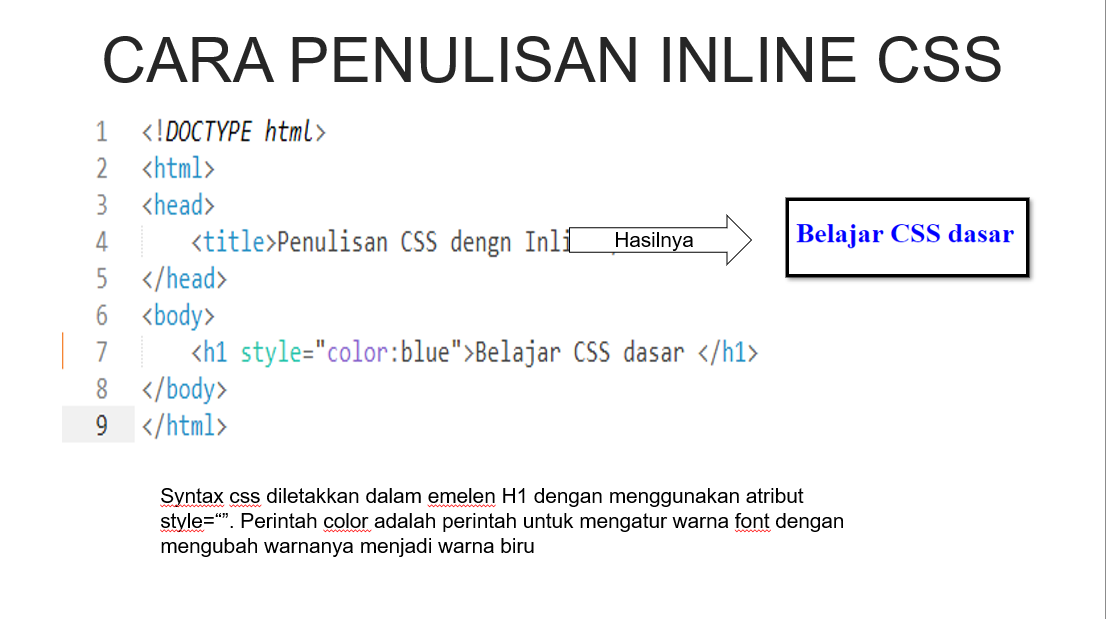 CARA PENULISAN INLINE CSS
1 <!DOCTYPE html>
2 <html>
3 <head>
4 <title>Penulisan CSS dengn
Hasilnya
Belajar CSS dasar
5 </head>
6 <body>
7 <h1 style="color:blue">Belajar CSS dasar </h1>
8 </body>
9 </html>
Syntax css diletakkan dalam emelen H1 dengan menggunakan atribut
style=“”. Perintah color adalah perintah untuk mengatur warna font dengan
mengubah warnanya menjadi warna biru